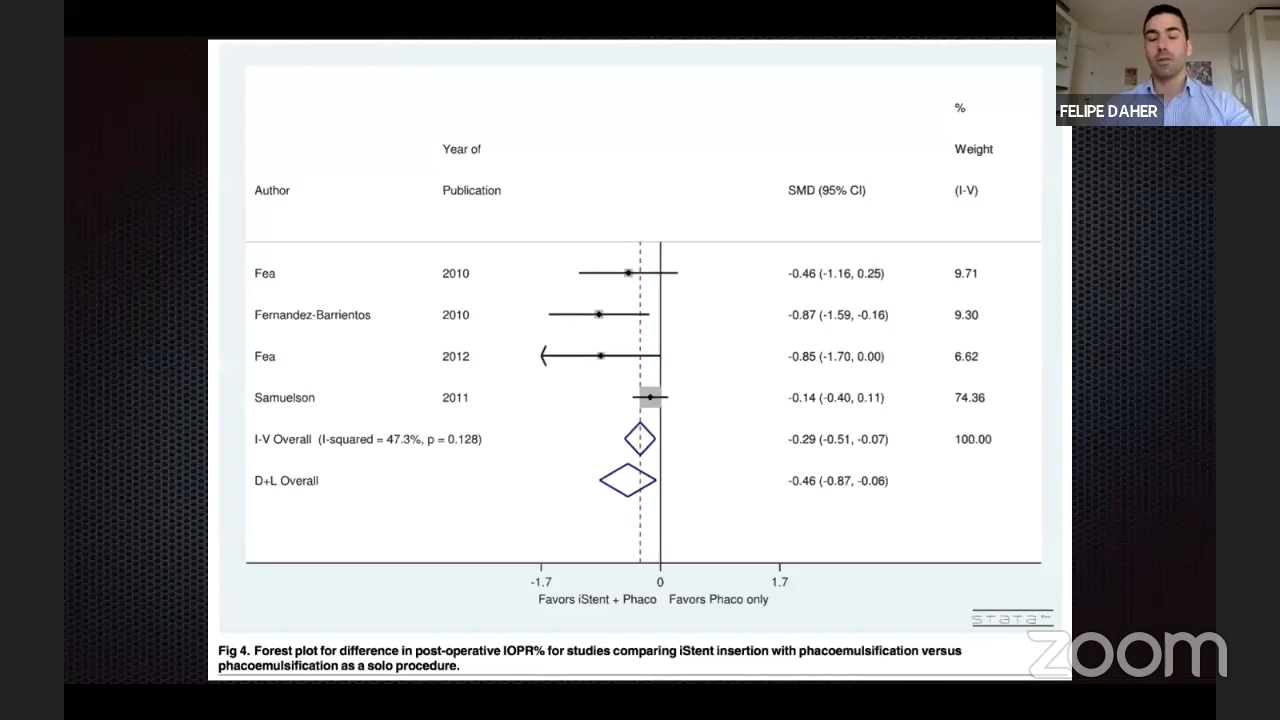 FELIPE DAHER
%
Year of Weight
Author Publication SMD (95% CI) (I-V)
Fea 2010 -0.46 (-1.16, 0.25) 9.71
Fernandez-Barrientos 2010 -0.87 (-1.59, -0.16) 9.30
Fea 2012 -0.85 (-1.70, 0.00) 6.62
Samuelson 2011 -0.14 (-0.40, 0.11) 74.36
I-V Overall (I-squared = 47.3%, p = 0.128) -0.29 (-0.51, -0.07) 100.00
D+L Overall -0.46 (-0.87, -0.06)
-1.7 0 1.7
Favors iStent + Phaco Favors Phaco only
STATA™
Fig 4. Forest plot for difference in post-operative IOPR% for studies comparing iStent insertion with phacoemulsification versus
phacoemulsification as a solo procedure.
zoom